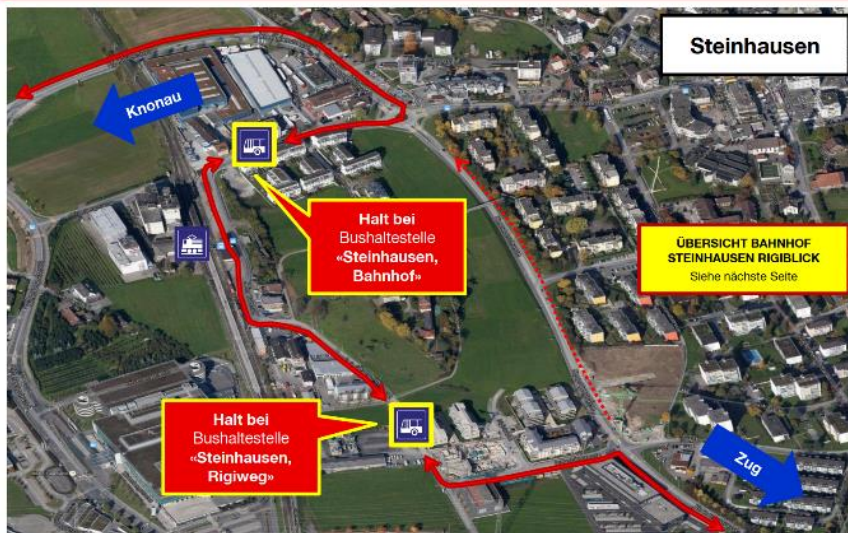 Steinhausen
Knonau
Halt bei
Bushaltestelle
«Steinhausen,
Bahnhof»
ÜBERSICHT BAHNHOF
STEINHAUSEN RIGIBLICK
Siehe nächste Seite
Halt bei
Bushaltestelle
«Steinhausen,
Rigiweg»
Zug